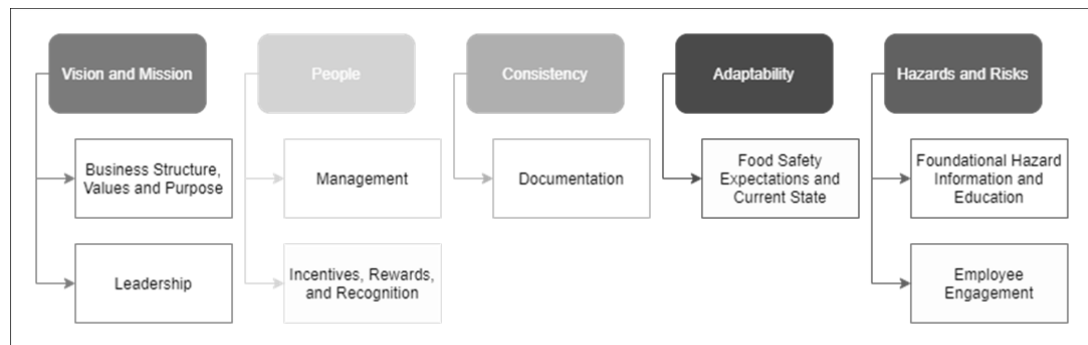 Vision and Mission
People
Consistency
Adaptability
Hazards and Risks
Business Structure,
Values and Purpose
Management
Documentation
Food Safety
Expectations and
Current State
Foundational Hazard
Information and
Education
Leadership
Incentives, Rewards,
and Recognition
Employee
Engagement